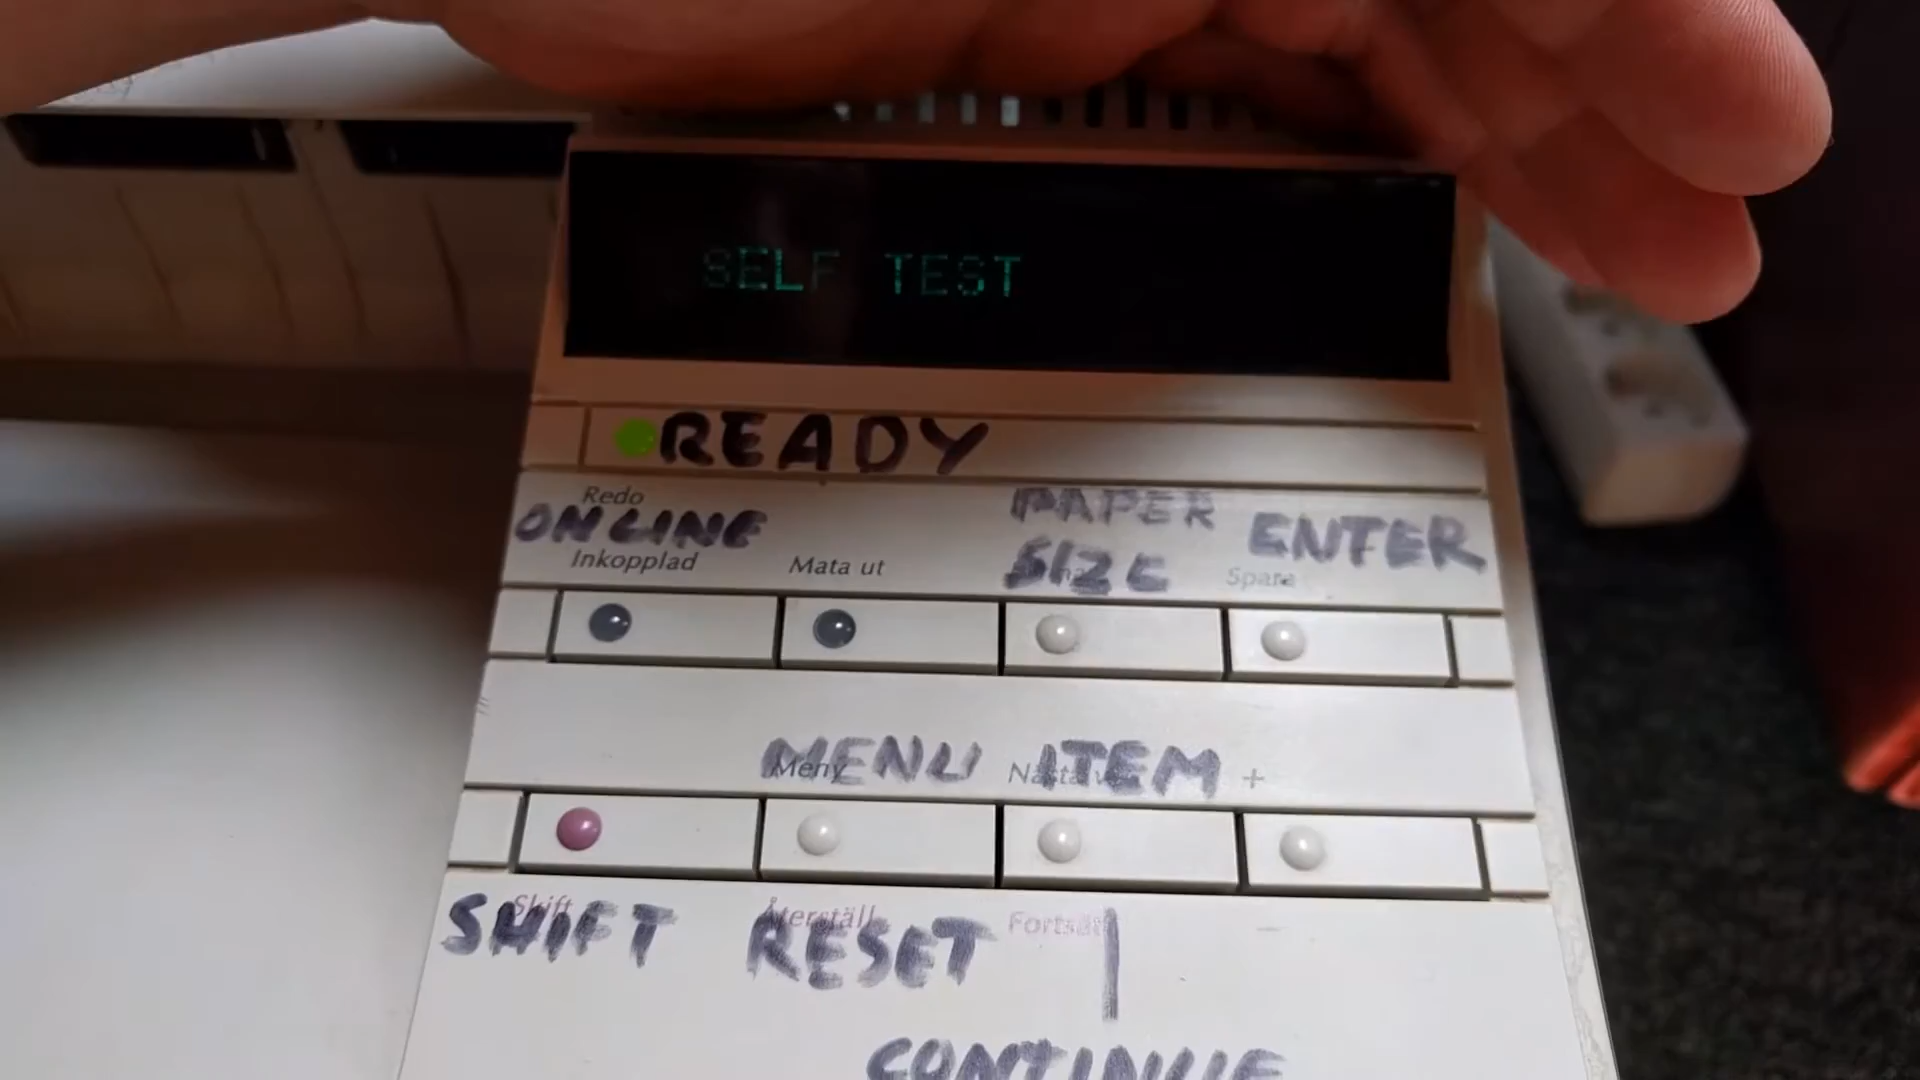 SELF TEST
READY
Redo
ONLINE
PAPER
SIZE
ENTER
Inkopplad
Mata ut
Spara
MENU ITEM +
Meny
Shift
SHIFT
Återställ
RESET
Fortsätt
-
CONTINUE